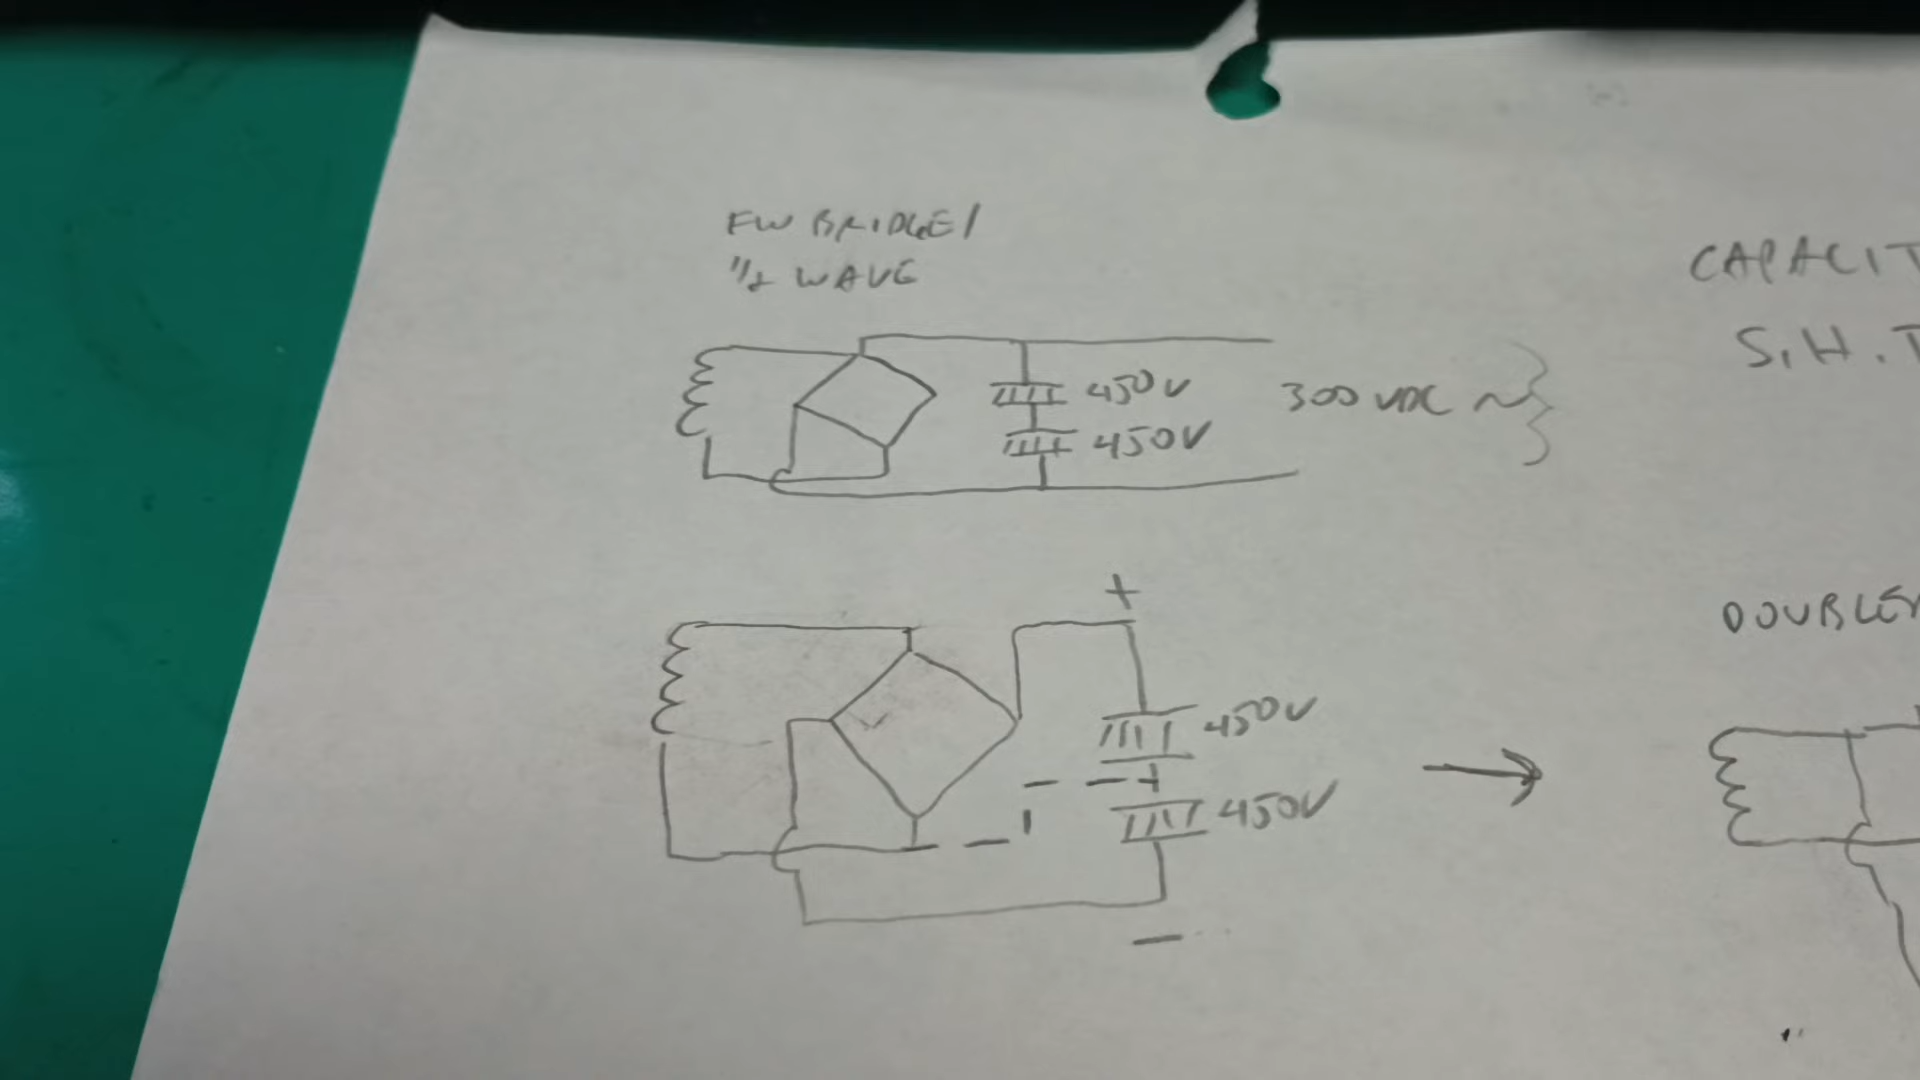 FW BRIDGE/
1/2 WAVE
CAPACIT
S.H.T
450V
450V
300 VDC ~
DOUBLE
+
450V
450V
—